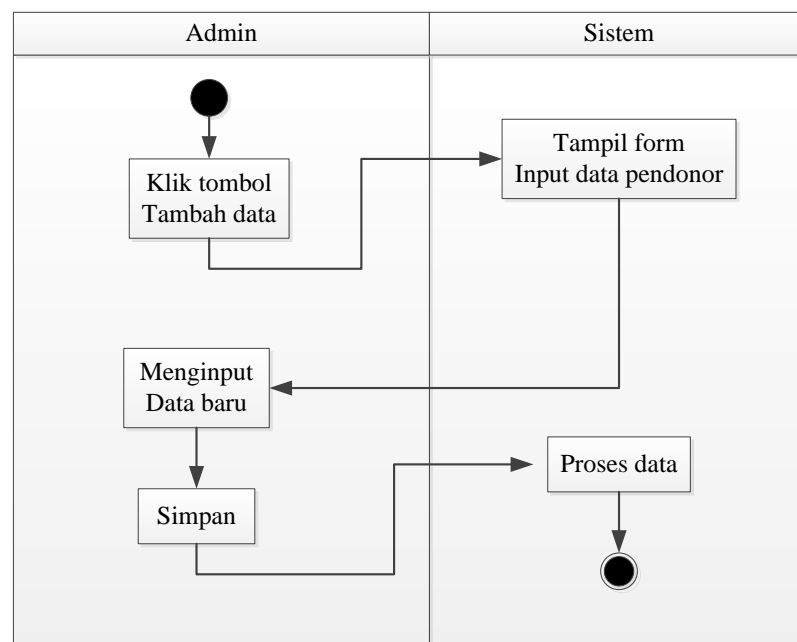 Admin
Sistem
Klik tombol
Tambah data
Tampil form
Input data pendonor
Menginput
Data baru
Simpan
Proses data